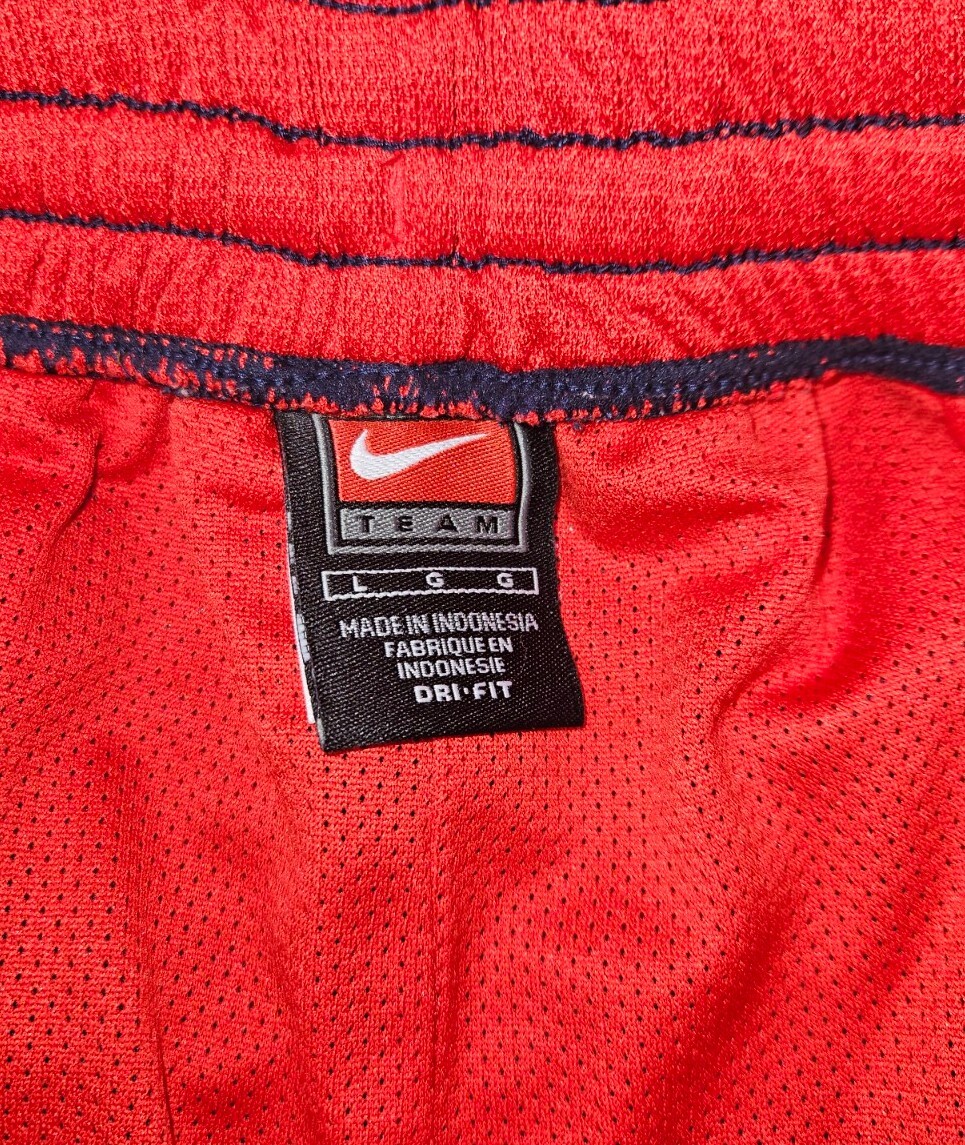 TEAM
L G G
MADE IN INDONESIA
FABRIQUE EN
INDONESIE
DRI•FIT